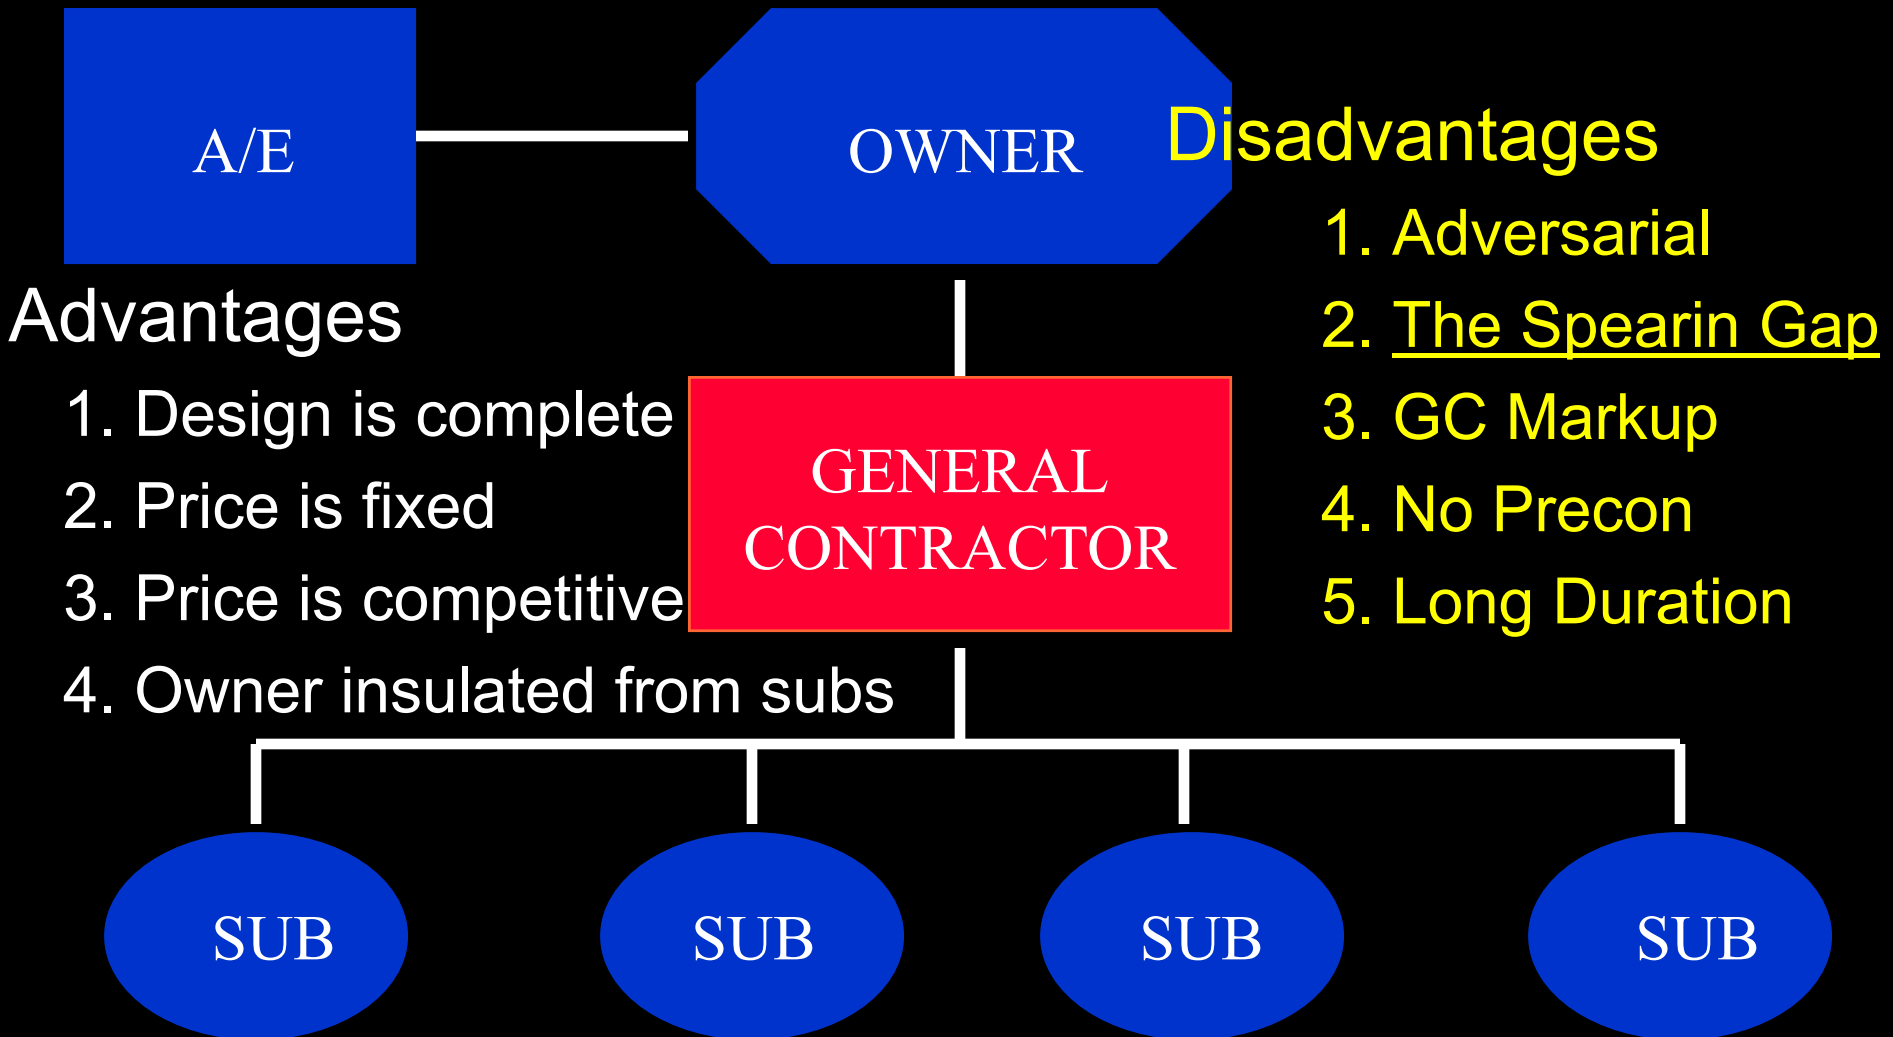 A/E
OWNER
Disadvantages
1. Adversarial
2. The Spearin Gap
3. GC Markup
4. No Precon
5. Long Duration
Advantages
1. Design is complete
2. Price is fixed
3. Price is competitive
4. Owner insulated from subs
GENERAL
CONTRACTOR
SUB
SUB
SUB
SUB